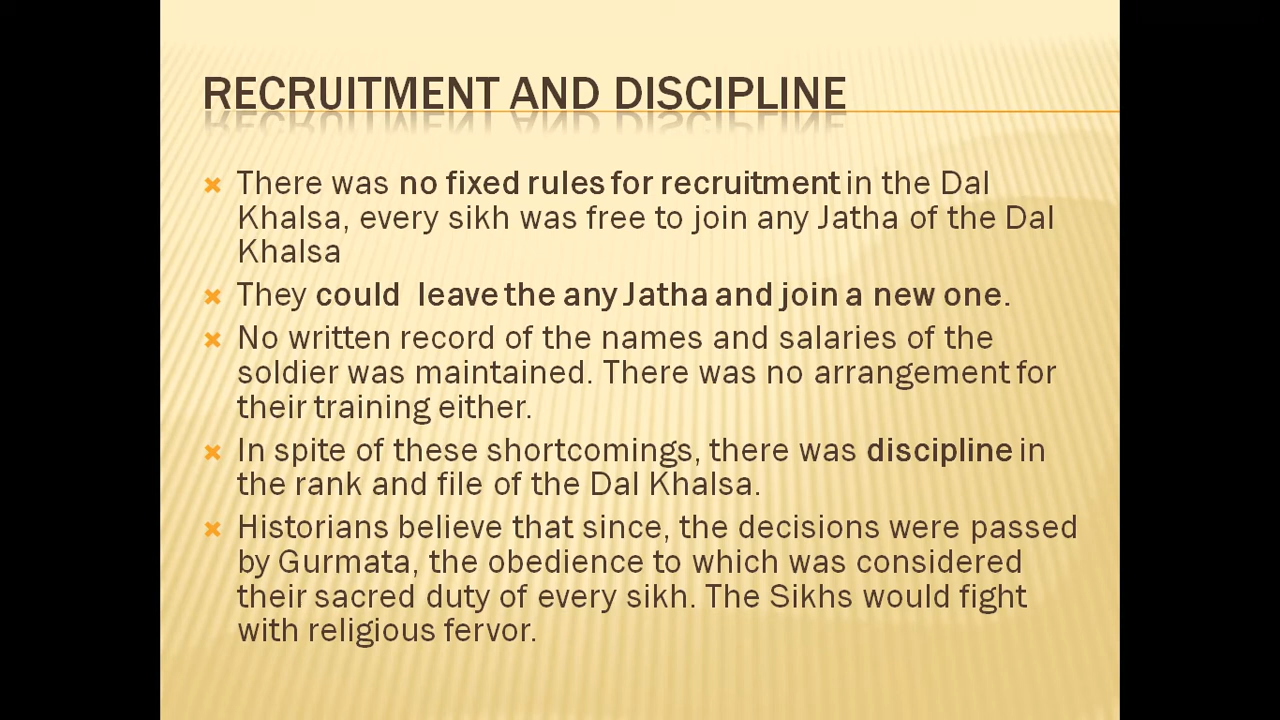 RECRUITMENT AND DISCIPLINE
There was no fixed rules for recruitment in the Dal
Khalsa, every sikh was free to join any Jatha of the Dal
Khalsa
They could leave the any Jatha and join a new one.
No written record of the names and salaries of the
soldier was maintained. There was no arrangement for
their training either.
In spite of these shortcomings, there was discipline in
the rank and file of the Dal Khalsa.
Historians believe that since, the decisions were passed
by Gurmata, the obedience to which was considered
their sacred duty of every sikh. The Sikhs would fight
with religious fervor.